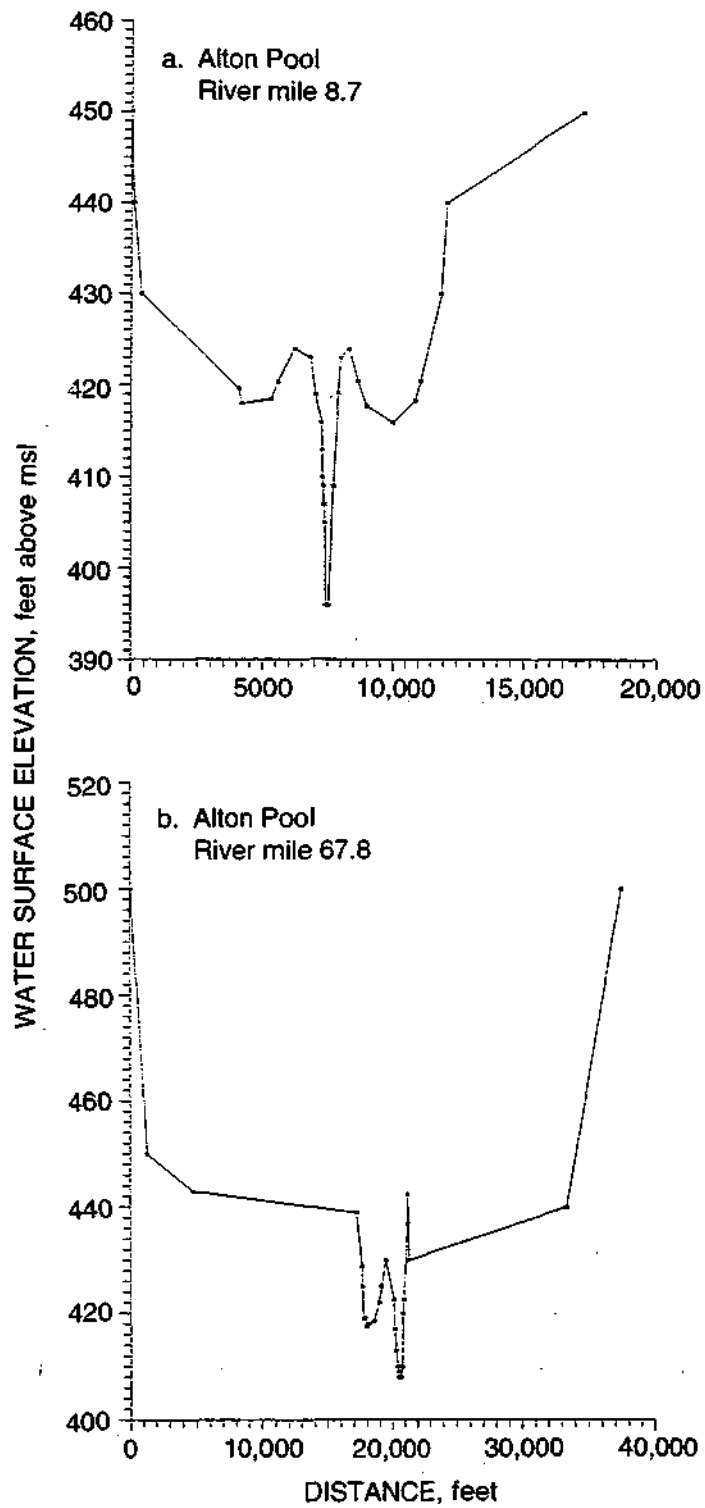 WATER SURFACE ELEVATION, feet above msl
a. Alton Pool
River mile 8.7
460
450
440
430
420
410
400
390
0 5000 10,000 15,000 20,000
b. Alton Pool
River mile 67.8
520
500
480
460
440
420
400
0 10,000 20,000 30,000 40,000
DISTANCE, feet